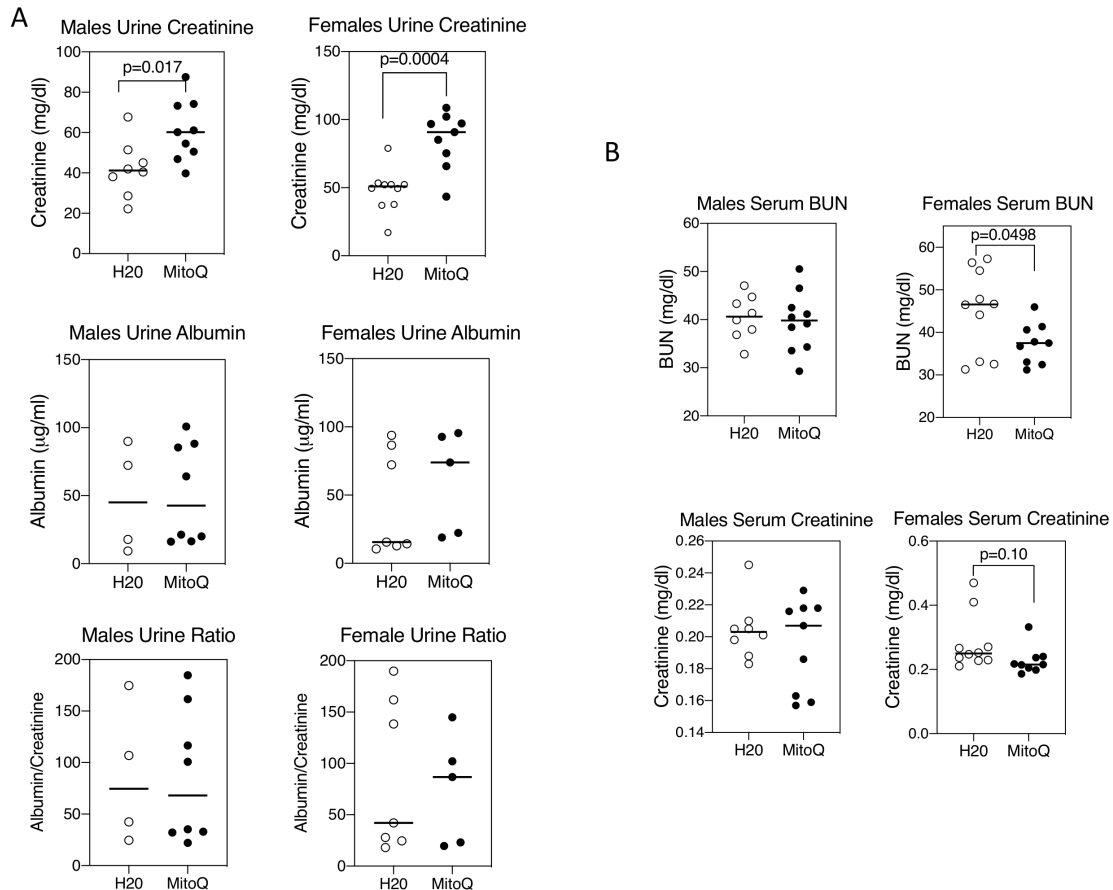 A
Males Urine Creatinine
100
80
60
40
20
0
Creatinine (mg/dl)
p=0.017
H20 MitoQ
Females Urine Creatinine
150
100
50
0
Creatinine (mg/dl)
p=0.0004
H20 MitoQ
Males Urine Albumin
150
100
50
0
Albumin (μg/ml)
H20 MitoQ
Females Urine Albumin
150
100
50
0
Albumin (μg/ml)
H20 MitoQ
Males Urine Ratio
200
150
100
50
0
Albumin/Creatinine
H20 MitoQ
Female Urine Ratio
200
150
100
50
0
Albumin/Creatinine
H20 MitoQ
B
Males Serum BUN
60
50
40
30
20
BUN (mg/dl)
H20 MitoQ
Females Serum BUN
60
50
40
30
20
BUN (mg/dl)
p=0.0498
H20 MitoQ
Males Serum Creatinine
0.26
0.24
0.22
0.20
0.18
0.16
0.14
Creatinine (mg/dl)
H20 MitoQ
Females Serum Creatinine
0.6
0.4
0.2
0.0
Creatinine (mg/dl)
p=0.10
H20 MitoQ